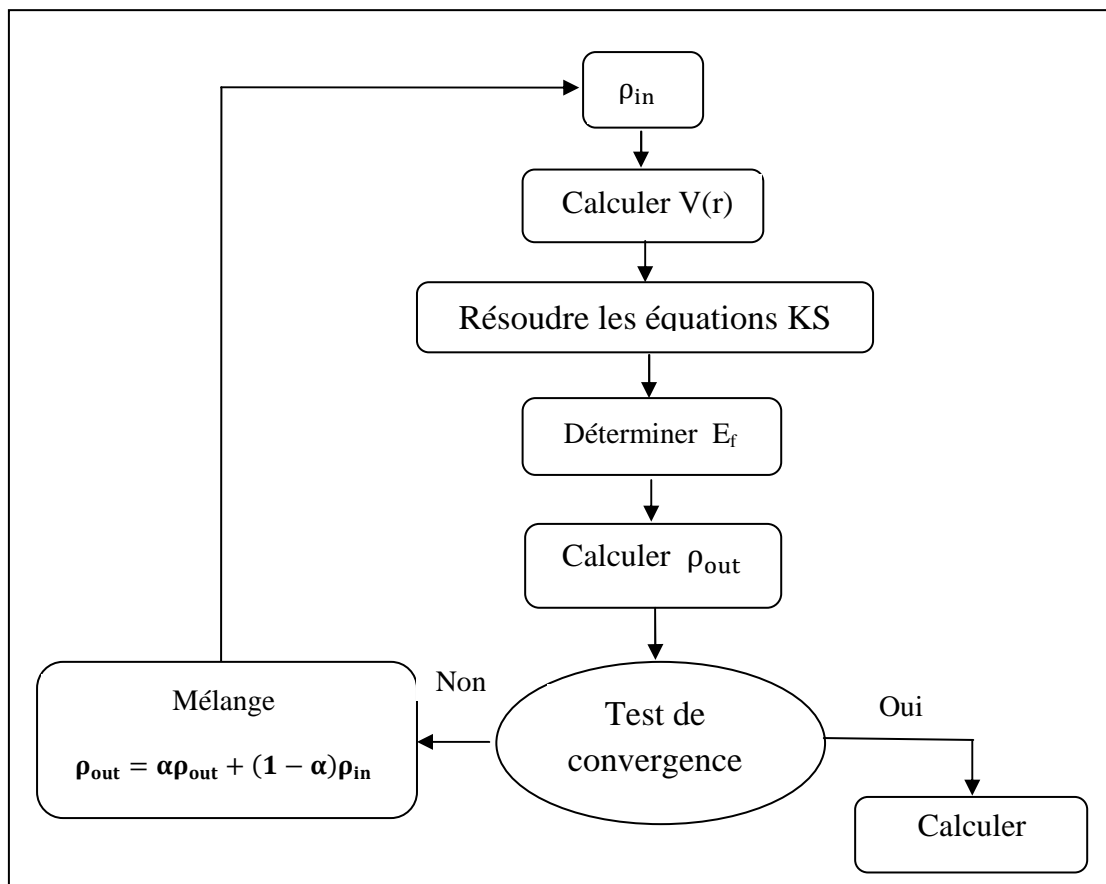 ρin
Calculer V(r)
Résoudre les équations KS
Déterminer Ef
Calculer ρout
Test de
convergence
Non
Mélange
ρout = αρout + (1 − α)ρin
Oui
Calculer